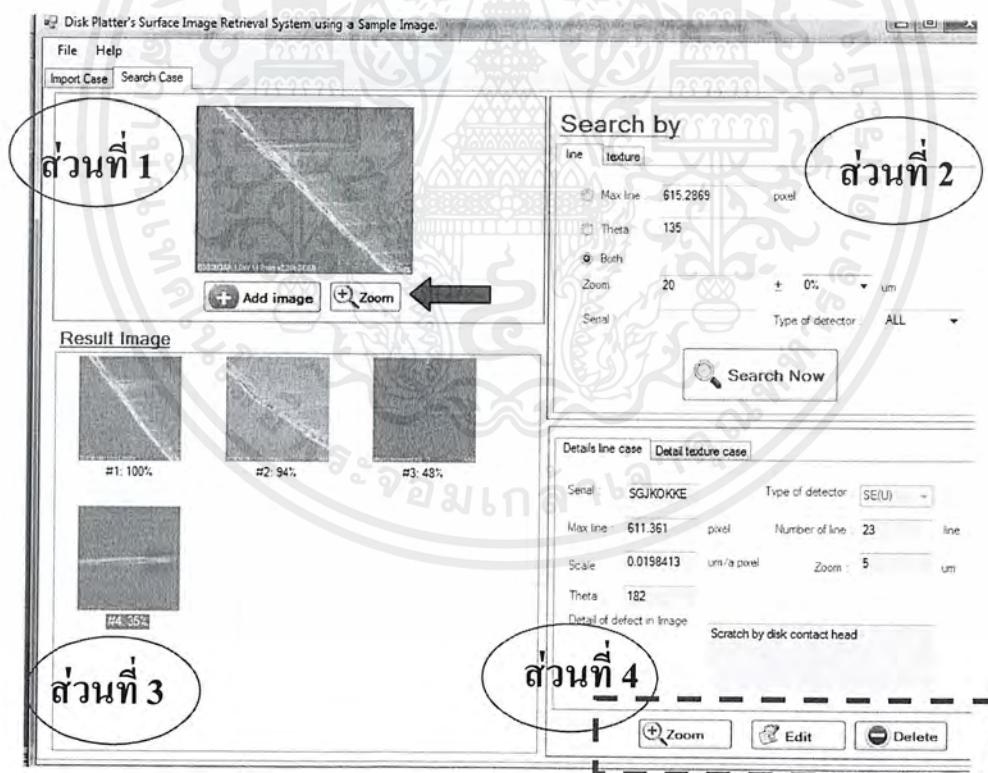 Disk Platter's Surface Image Retrieval System using a Sample Image.
File Help
Import Case Search Case
ส่วนที่ 1
Add image Zoom
Search by
line texture
ส่วนที่ 2
Max line 615.2869 pixel
Theta 135
Both
Zoom 20 ± 0% um
Serial Type of detector : ALL
Search Now
Result Image
#1: 100% #2: 94% #3: 48%
#4: 35%
ส่วนที่ 3
Details line case Detail texture case
Serial : SGJKOKKE Type of detector SE(U)
Max line : 611.361 pixel Number of line 23 line
Scale 0.0158413 um/a pixel Zoom : 5 um
Theta 182
Detail of defect in Image
Scratch by disk contact head
ส่วนที่ 4
Zoom Edit Delete